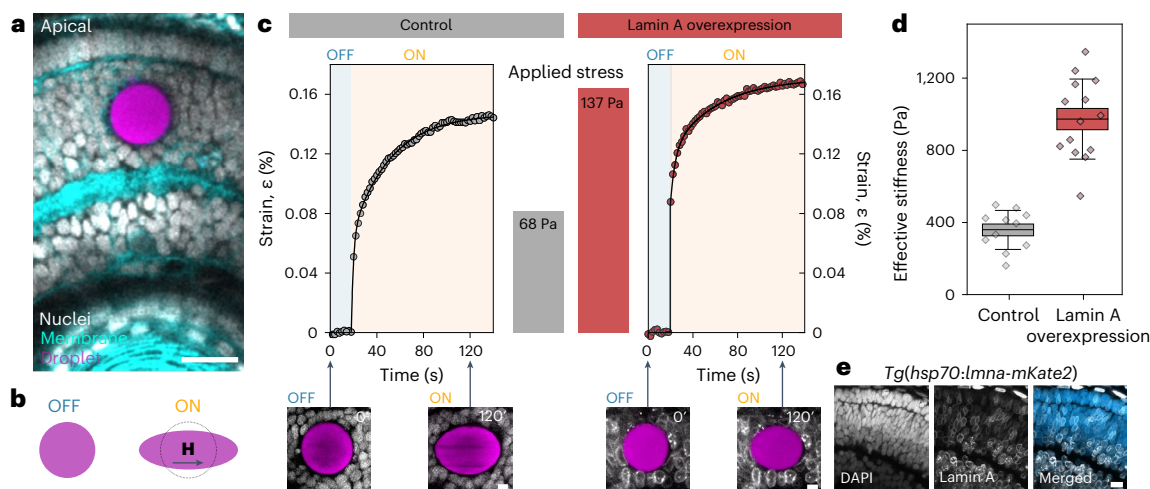 a
Apical
Nuclei
Membrane
Droplet
b
OFF
ON
H
c
Control
Lamin A overexpression
OFF
ON
Applied stress
OFF
ON
Strain, ε (%)
0.16
0.12
0.08
0.04
0
0
40
80
120
Time (s)
68 Pa
137 Pa
0.16
0.12
0.08
0.04
0
Strain, ε (%)
0
40
80
120
Time (s)
OFF
0′
ON
120′
OFF
0′
ON
120′
d
Effective stiffness (Pa)
1,200
800
400
0
Control
Lamin A
overexpression
e
Tg(hsp70:lmna-mKate2)
DAPI
Lamin A
Merged